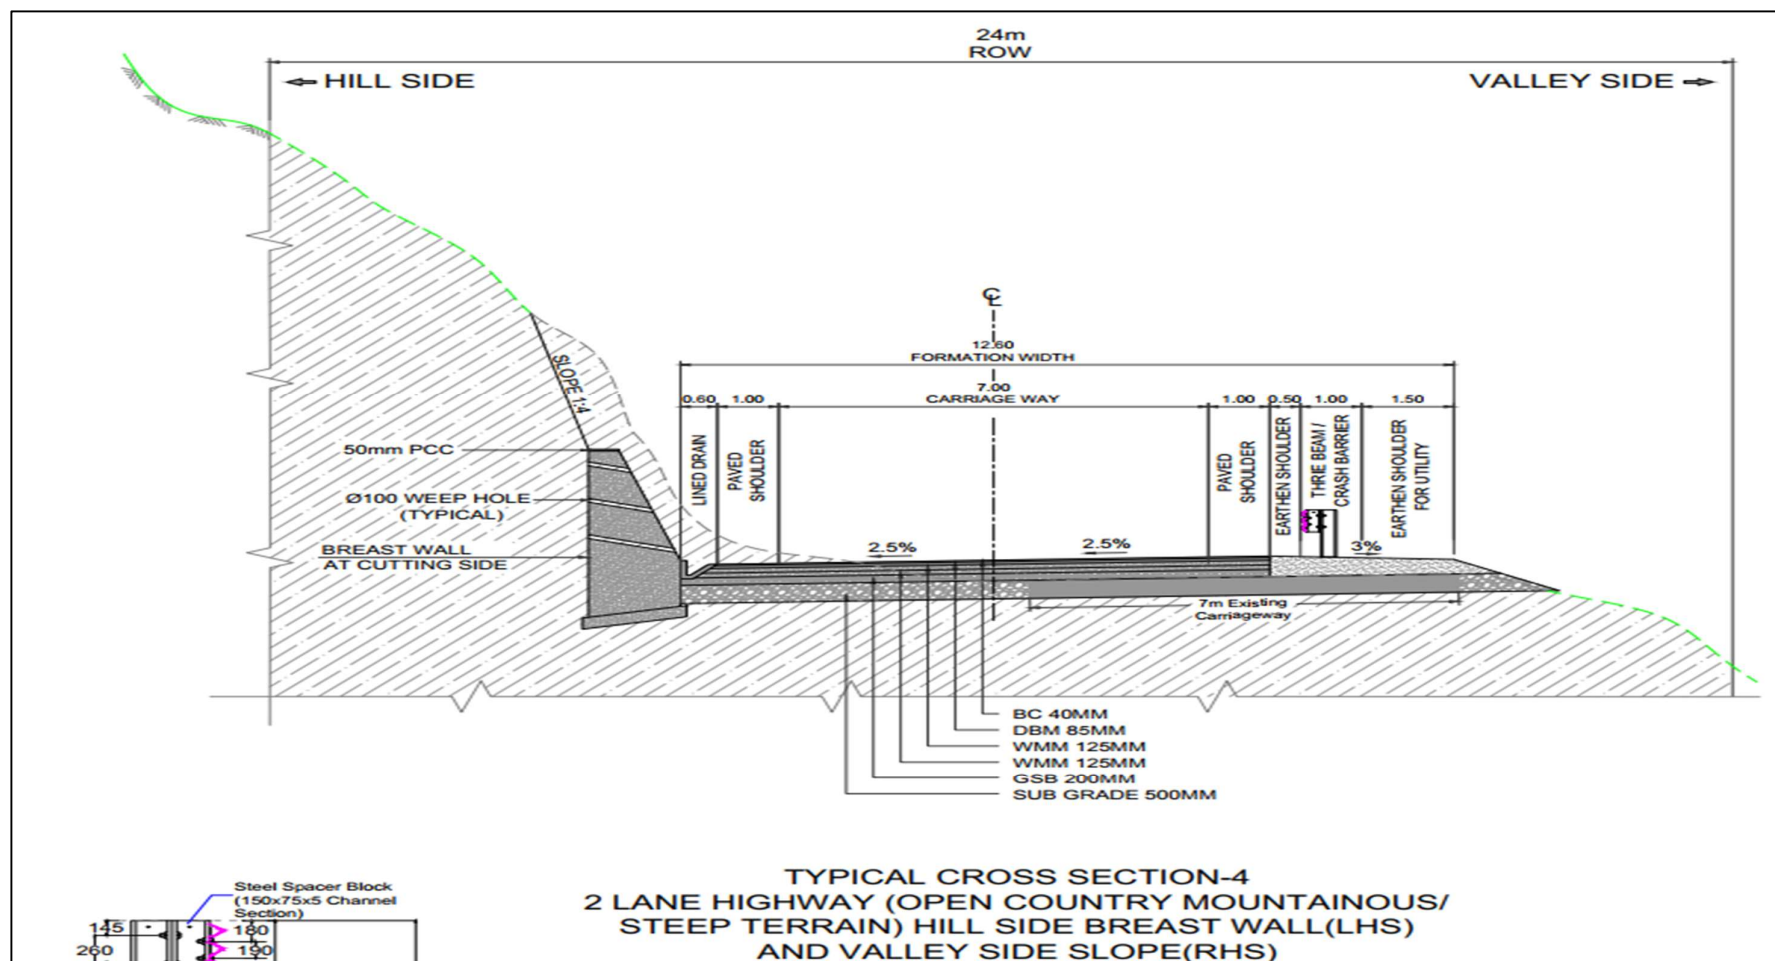 24m
ROW
HILL SIDE
VALLEY SIDE
℄
12.60
FORMATION WIDTH
7.00
0.60 1.00 CARRIAGE WAY 1.00 0.50 1.00 1.50
SLOPE 1:4
LINED DRAIN
PAVED
SHOULDER
PAVED
SHOULDER
EARTHEN SHOULDER
THRIE BEAM /
CRASH BARRIER
EARTHEN SHOULDER
FOR UTILITY
50mm PCC
Ø100 WEEP HOLE
(TYPICAL)
BREAST WALL
AT CUTTING SIDE
2.5% 2.5% 3%
7m Existing
Carriageway
BC 40MM
DBM 85MM
WMM 125MM
WMM 125MM
GSB 200MM
SUB GRADE 500MM
TYPICAL CROSS SECTION-4
2 LANE HIGHWAY (OPEN COUNTRY MOUNTAINOUS/
STEEP TERRAIN) HILL SIDE BREAST WALL(LHS)
AND VALLEY SIDE SLOPE(RHS)
Steel Spacer Block
(150x75x5 Channel
Section)
145 180
260 190